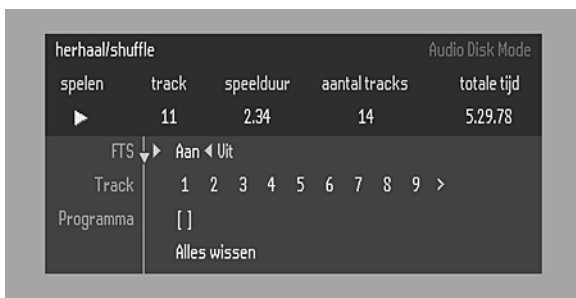 herhaal/shuffle Audio Disk Mode
spelen track speelduur aantal tracks totale tijd
11 2.34 14 5.29.78
FTS Aan Uit
Track 1 2 3 4 5 6 7 8 9 >
Programma [ ]
Alles wissen